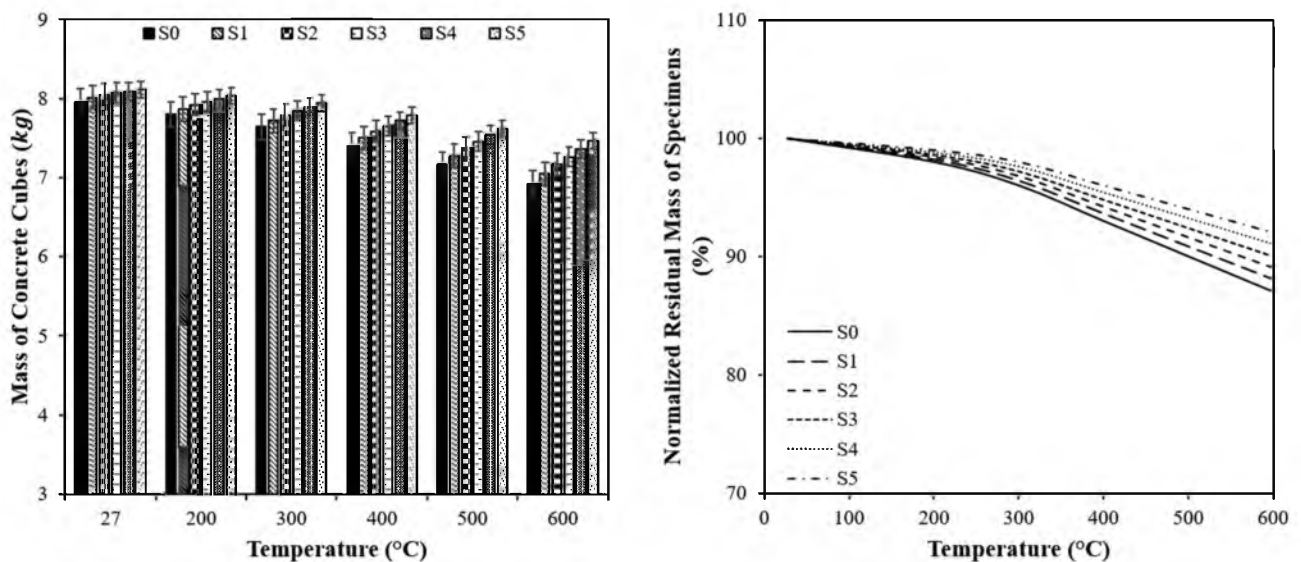 Mass of Concrete Cubes (kg)
9
8
7
6
5
4
3
S0 S1 S2 S3 S4 S5
27 200 300 400 500 600
Temperature (°C)
Normalized Residual Mass of Specimens
(%)
110
100
90
80
70
S0
S1
S2
S3
S4
S5
0 100 200 300 400 500 600
Temperature (°C)